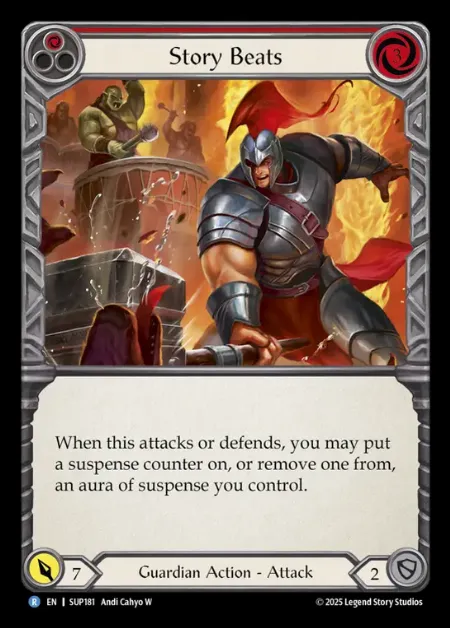 Story Beats
3
When this attacks or defends, you may put
a suspense counter on, or remove one from,
an aura of suspense you control.
7
Guardian Action - Attack
2
R EN | SUP181 Andi Cahyo W
© 2025 Legend Story Studios